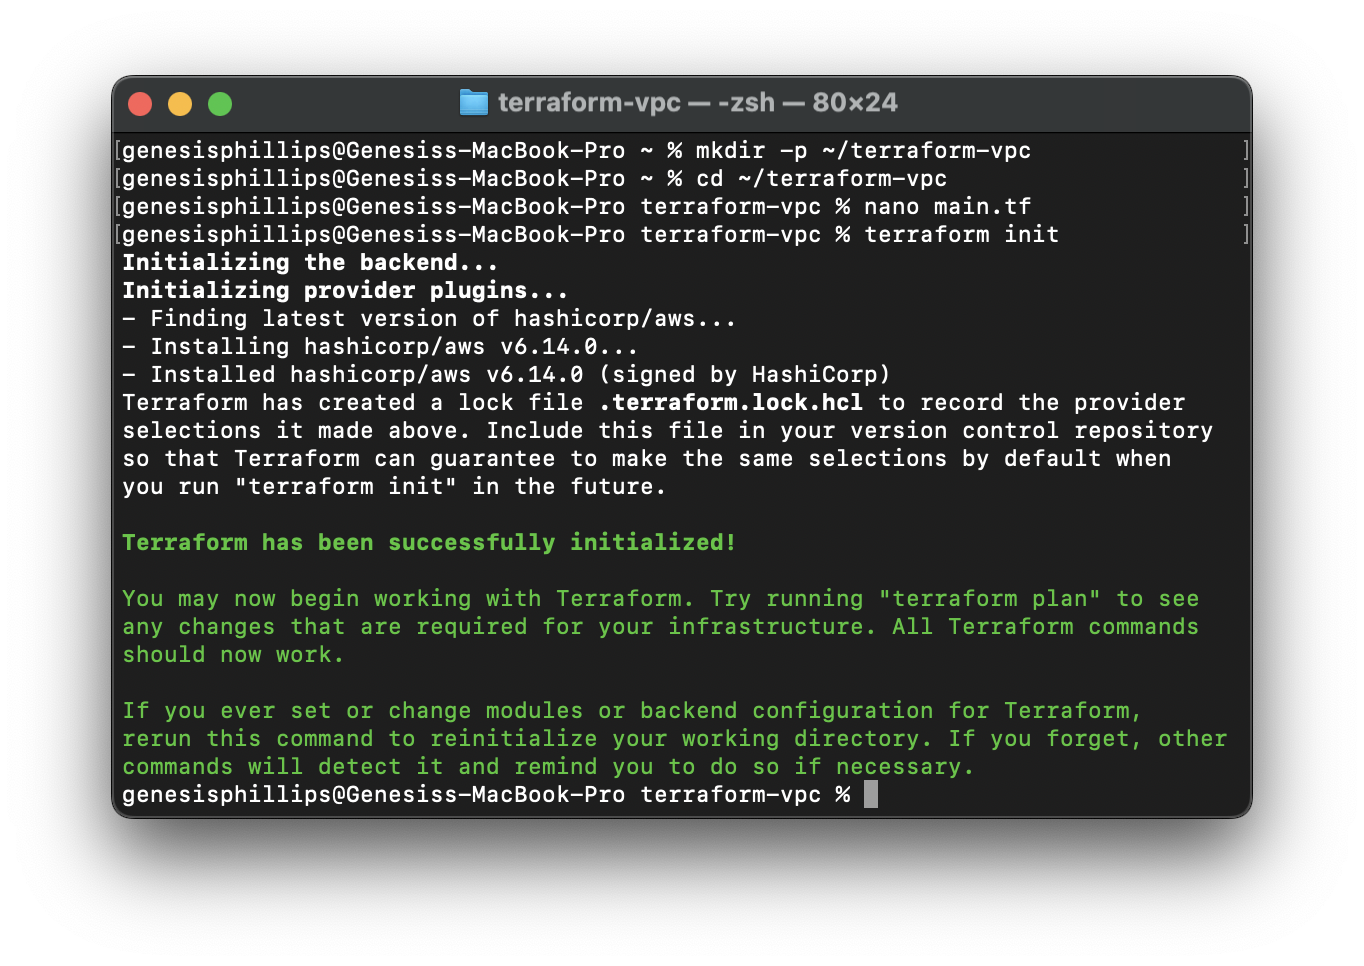 terraform-vpc — -zsh — 80×24
[genesisphillips@Genesiss-MacBook-Pro ~ % mkdir -p ~/terraform-vpc ]
[genesisphillips@Genesiss-MacBook-Pro ~ % cd ~/terraform-vpc ]
[genesisphillips@Genesiss-MacBook-Pro terraform-vpc % nano main.tf ]
[genesisphillips@Genesiss-MacBook-Pro terraform-vpc % terraform init ]
Initializing the backend...
Initializing provider plugins...
- Finding latest version of hashicorp/aws...
- Installing hashicorp/aws v6.14.0...
- Installed hashicorp/aws v6.14.0 (signed by HashiCorp)
Terraform has created a lock file .terraform.lock.hcl to record the provider
selections it made above. Include this file in your version control repository
so that Terraform can guarantee to make the same selections by default when
you run "terraform init" in the future.
Terraform has been successfully initialized!
You may now begin working with Terraform. Try running "terraform plan" to see
any changes that are required for your infrastructure. All Terraform commands
should now work.
If you ever set or change modules or backend configuration for Terraform,
rerun this command to reinitialize your working directory. If you forget, other
commands will detect it and remind you to do so if necessary.
genesisphillips@Genesiss-MacBook-Pro terraform-vpc %